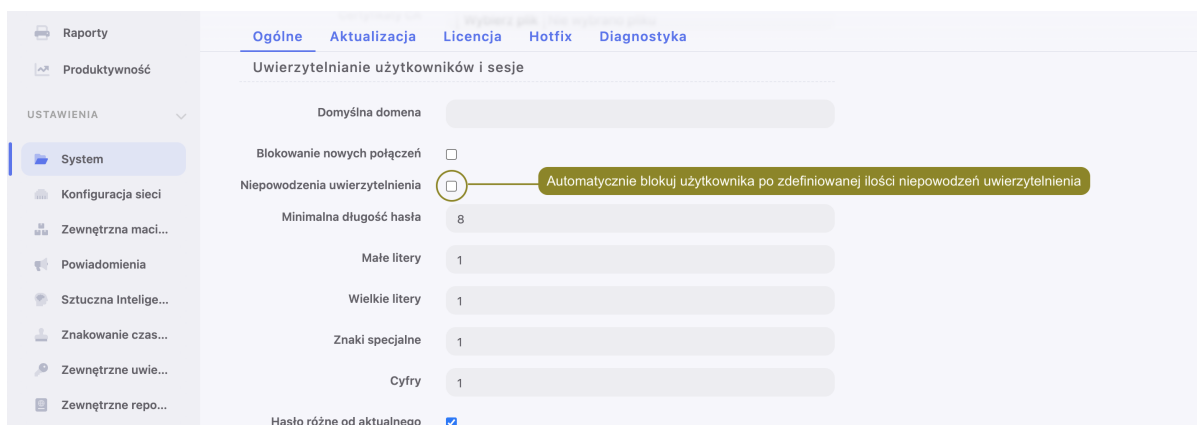 Raporty
Produktywność
USTAWIENIA
System
Konfiguracja sieci
Zewnętrzna maci...
Powiadomienia
Sztuczna Intelige...
Znakowanie czas...
Zewnętrzne uwie...
Zewnętrzne repo...
Ogólne Aktualizacja Licencja Hotfix Diagnostyka
Uwierzytelnianie użytkowników i sesje
Domyślna domena
Blokowanie nowych połączeń
Niepowodzenia uwierzytelnienia
Automatycznie blokuj użytkownika po zdefiniowanej ilości niepowodzeń uwierzytelnienia
Minimalna długość hasła 8
Małe litery 1
Wielkie litery 1
Znaki specjalne 1
Cyfry 1
Hasło różne od aktualnego